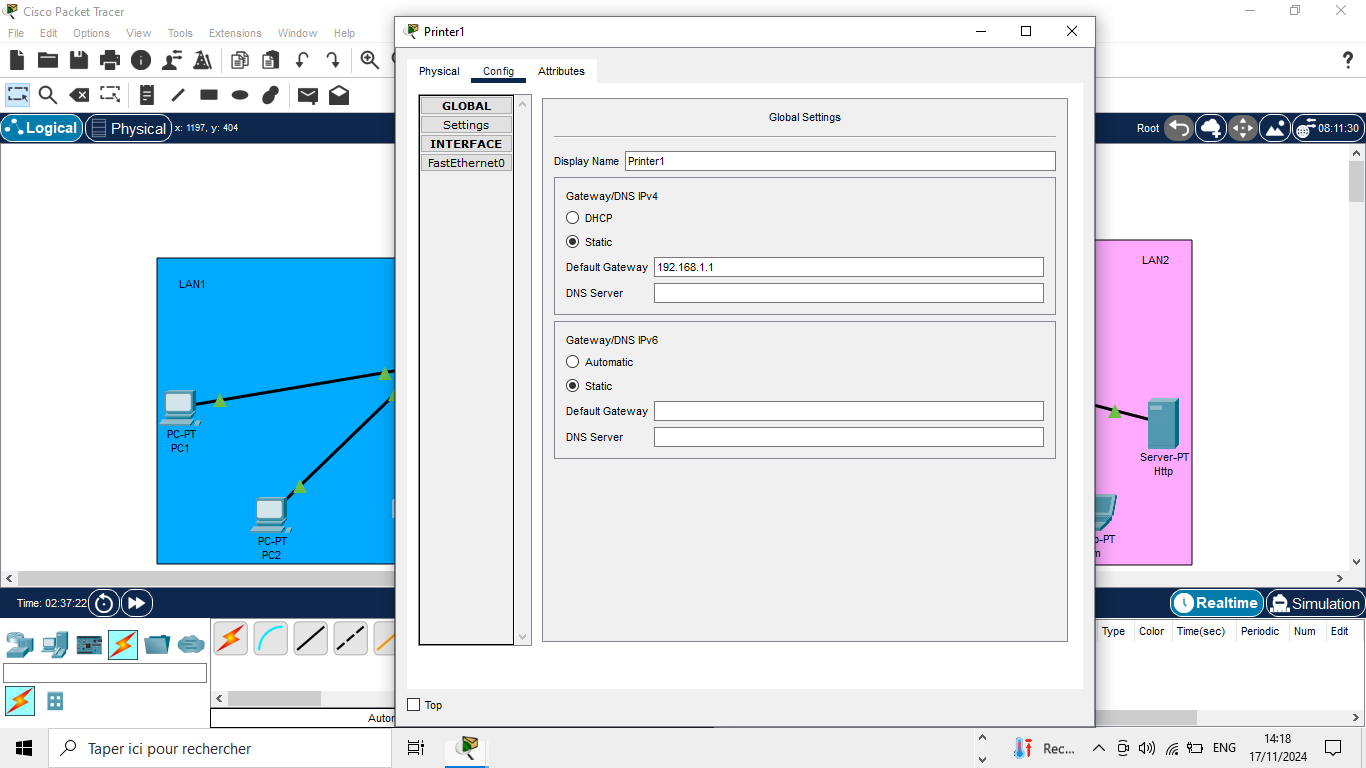 Cisco Packet Tracer
File Edit Options View Tools Extensions Window Help
Logical
Physical
x: 1197, y: 404
Root
08:11:30
LAN1
PC-PT
PC1
PC-PT
PC2
Printer1
Physical Config Attributes
GLOBAL
Settings
INTERFACE
FastEthernet0
Global Settings
Display Name Printer1
Gateway/DNS IPv4
DHCP
Static
Default Gateway 192.168.1.1
DNS Server
Gateway/DNS IPv6
Automatic
Static
Default Gateway
DNS Server
Top
LAN2
Server-PT
Http
Time: 02:37:22
Realtime
Simulation
Type Color Time(sec) Periodic Num Edit
Taper ici pour rechercher
Rec...
ENG
14:18
17/11/2024